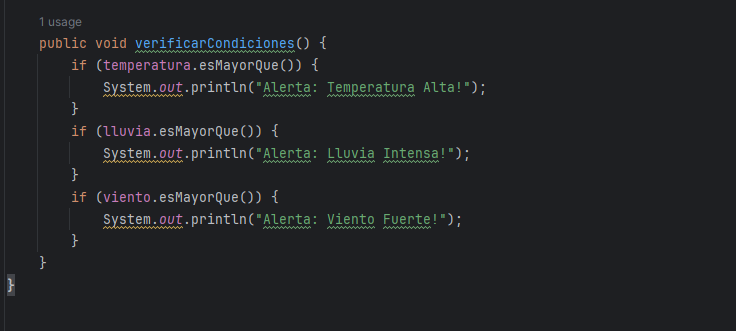 1 usage
public void verificarCondiciones() {
if (temperatura.esMayorQue()) {
System.out.println("Alerta: Temperatura Alta!");
}
if (lluvia.esMayorQue()) {
System.out.println("Alerta: Lluvia Intensa!");
}
if (viento.esMayorQue()) {
System.out.println("Alerta: Viento Fuerte!");
}
}
}